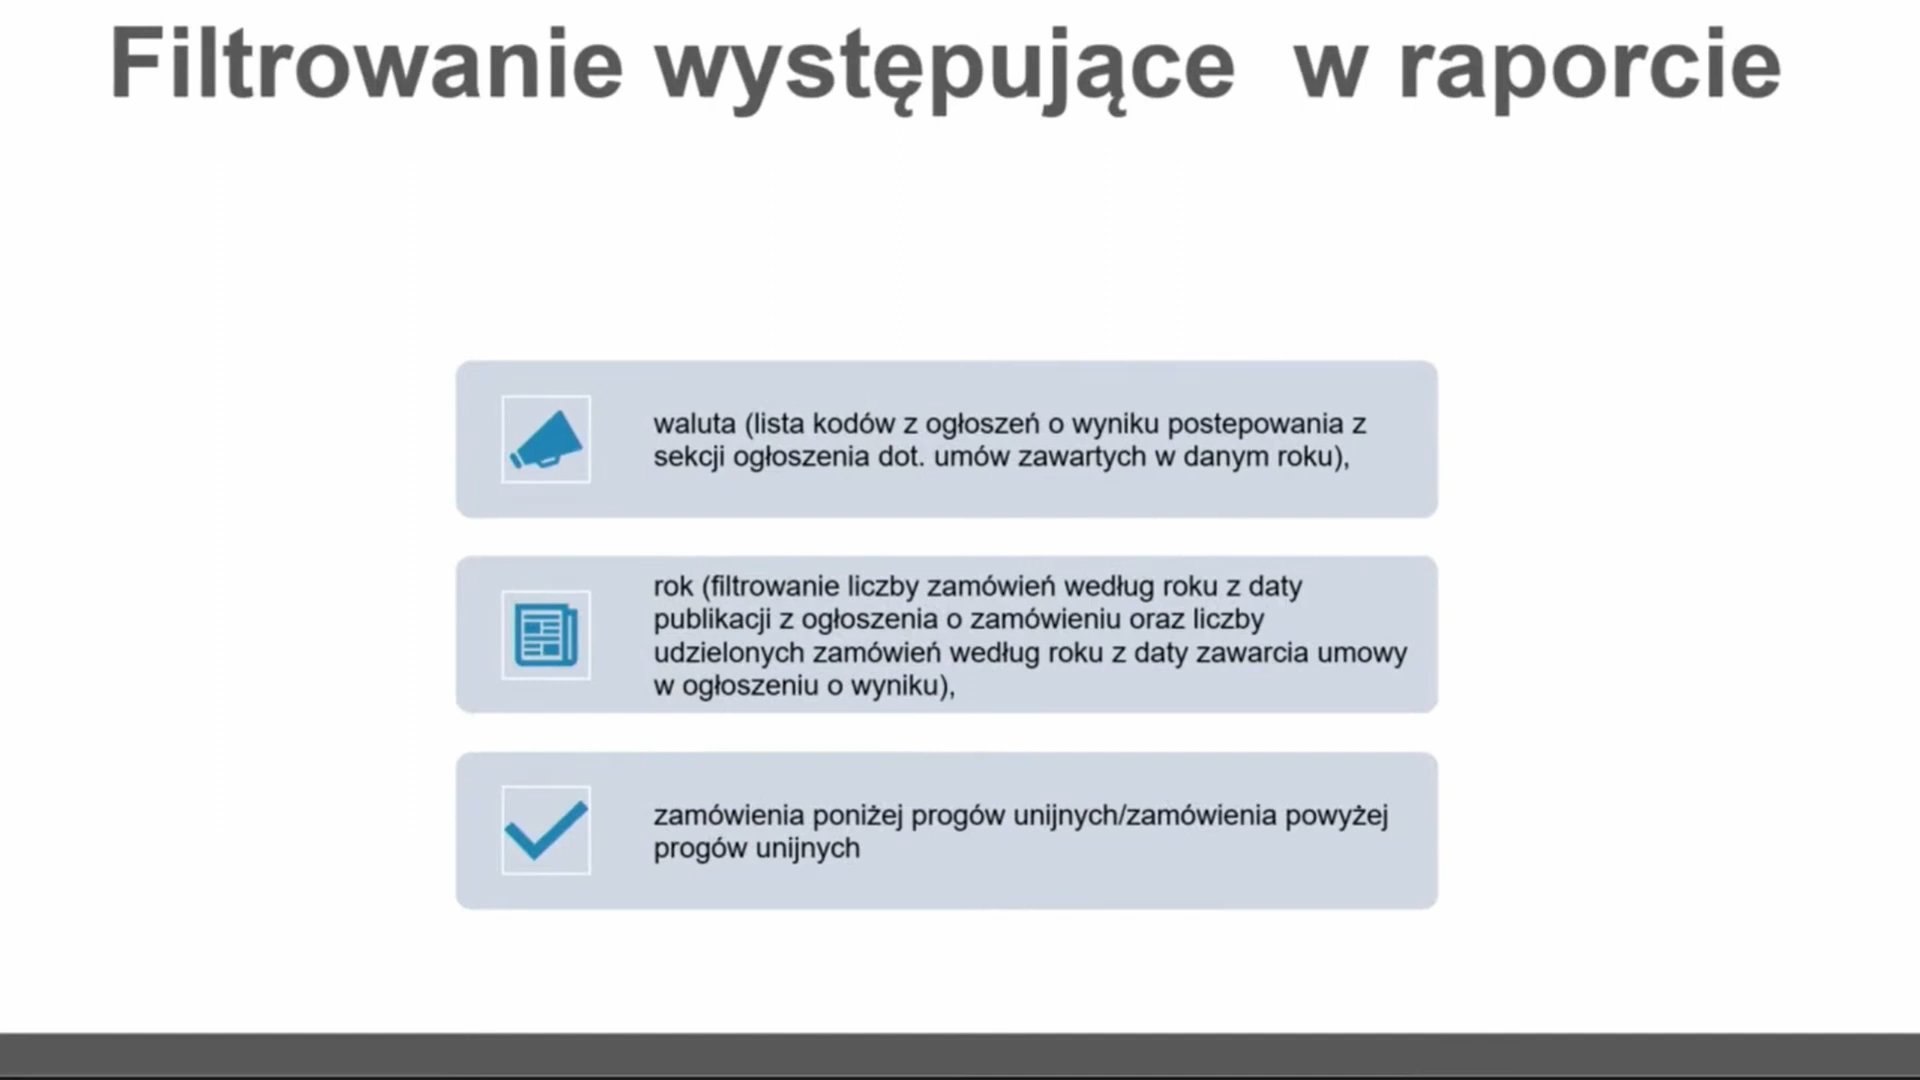 Filtrowanie występujące w raporcie
waluta (lista kodów z ogłoszeń o wyniku postepowania z
sekcji ogłoszenia dot. umów zawartych w danym roku),
rok (filtrowanie liczby zamówień według roku z daty
publikacji z ogłoszenia o zamówieniu oraz liczby
udzielonych zamówień według roku z daty zawarcia umowy
w ogłoszeniu o wyniku),
zamówienia poniżej progów unijnych/zamówienia powyżej
progów unijnych